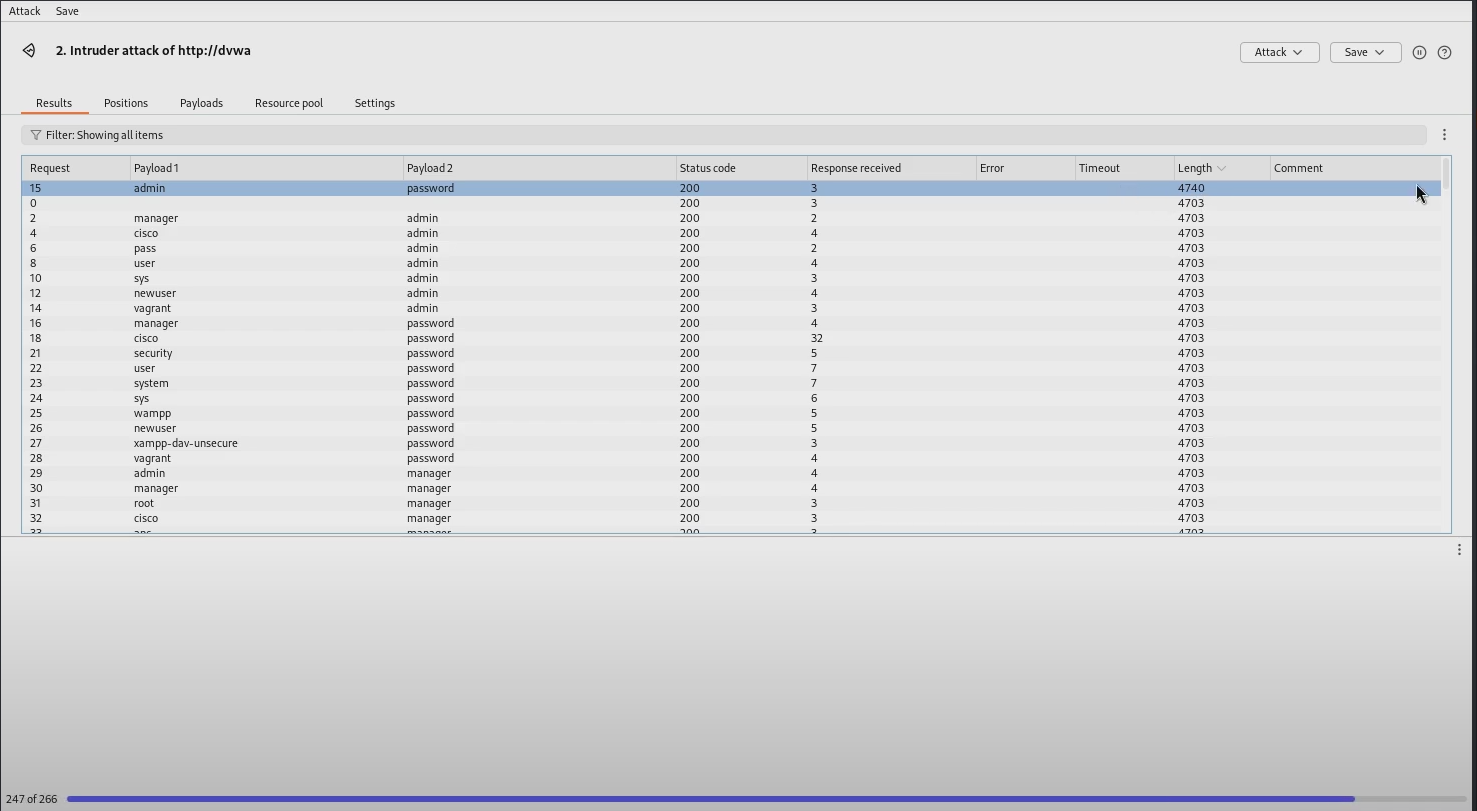 Attack Save
2. Intruder attack of http://dvwa
Attack Save
Results Positions Payloads Resource pool Settings
Filter: Showing all items
Request Payload 1 Payload 2 Status code Response received Error Timeout Length Comment
15 admin password 200 3 4740
0 200 3 4703
2 manager admin 200 2 4703
4 cisco admin 200 4 4703
6 pass admin 200 2 4703
8 user admin 200 4 4703
10 sys admin 200 3 4703
12 newuser admin 200 4 4703
14 vagrant admin 200 3 4703
16 manager password 200 4 4703
18 cisco password 200 32 4703
21 security password 200 5 4703
22 user password 200 7 4703
23 system password 200 7 4703
24 sys password 200 6 4703
25 wampp password 200 5 4703
26 newuser password 200 5 4703
27 xampp-dav-unsecure password 200 3 4703
28 vagrant password 200 4 4703
29 admin manager 200 4 4703
30 manager manager 200 4 4703
31 root manager 200 3 4703
32 cisco manager 200 3 4703
33 manager 200 3 4703
247 of 266